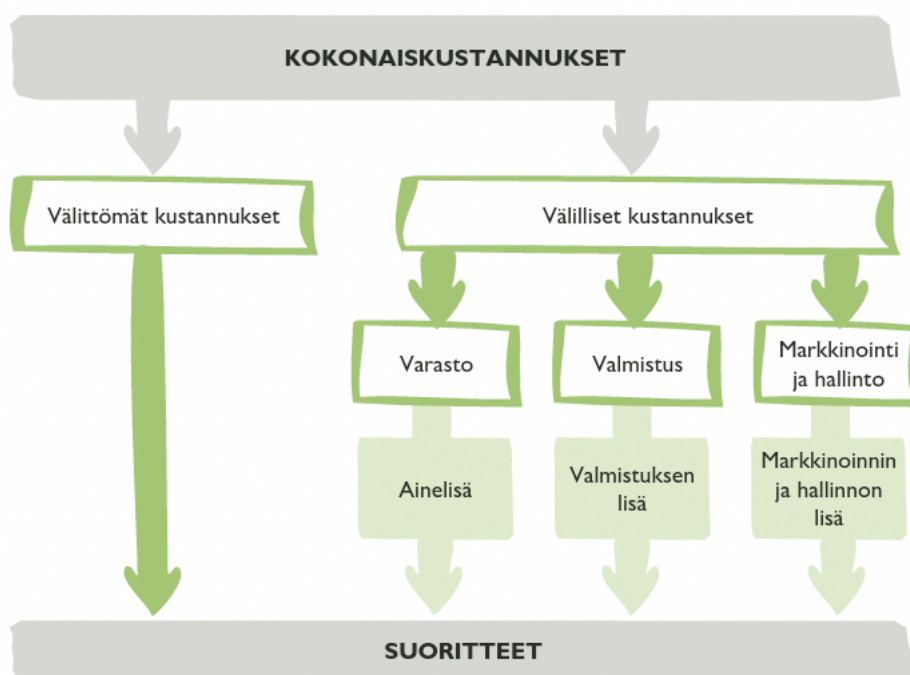 KOKONAISKUSTANNUKSET
Välittömät kustannukset
Välilliset kustannukset
Varasto
Valmistus
Markkinointi
ja hallinto
Ainelisä
Valmistuksen
lisä
Markkinoinnin
ja hallinnon
lisä
SUORITTEET